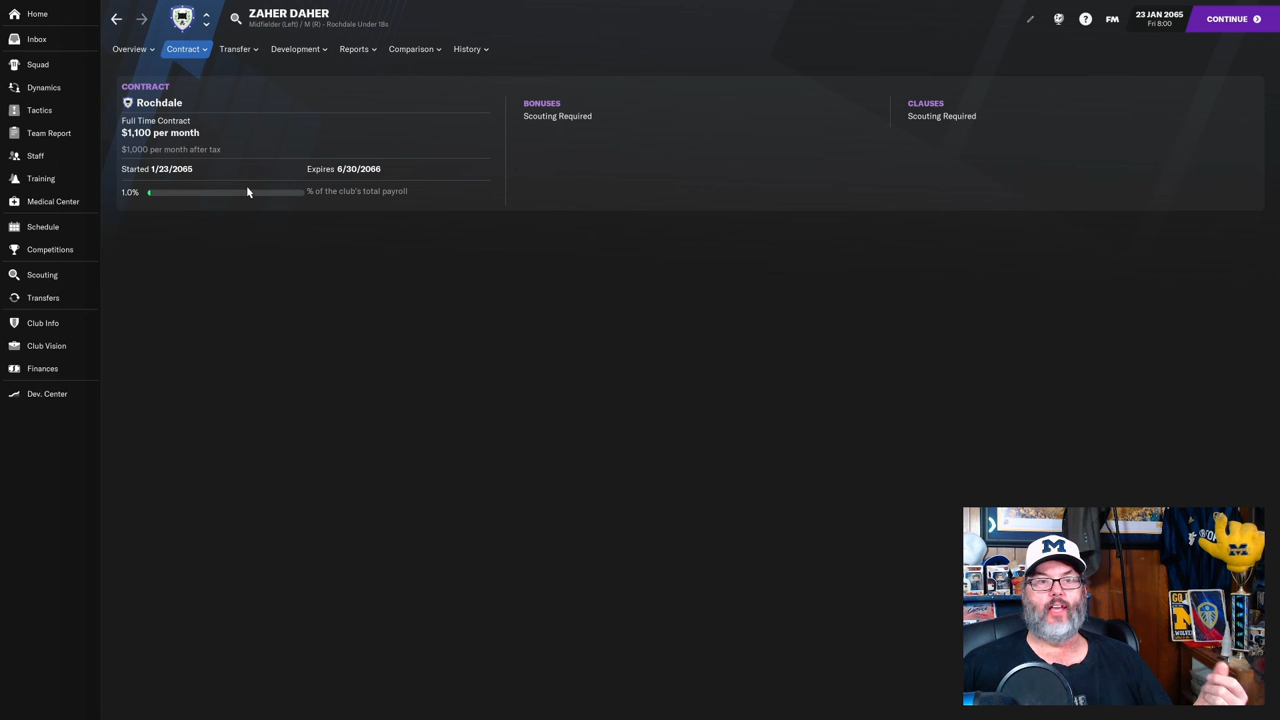 Home
Inbox
Squad
Dynamics
Tactics
Team Report
Staff
Training
Medical Center
Schedule
Competitions
Scouting
Transfers
Club Info
Club Vision
Finances
Dev. Center
ZAHER DAHER
Midfielder (Left) / M (R) - Rochdale Under 18s
FM
23 JAN 2065
Fri 8:00
CONTINUE
Overview
Contract
Transfer
Development
Reports
Comparison
History
CONTRACT
Rochdale
Full Time Contract
$1,100 per month
$1,000 per month after tax
Started 1/23/2065
Expires 6/30/2066
1.0%
% of the club's total payroll
BONUSES
Scouting Required
CLAUSES
Scouting Required
M
M